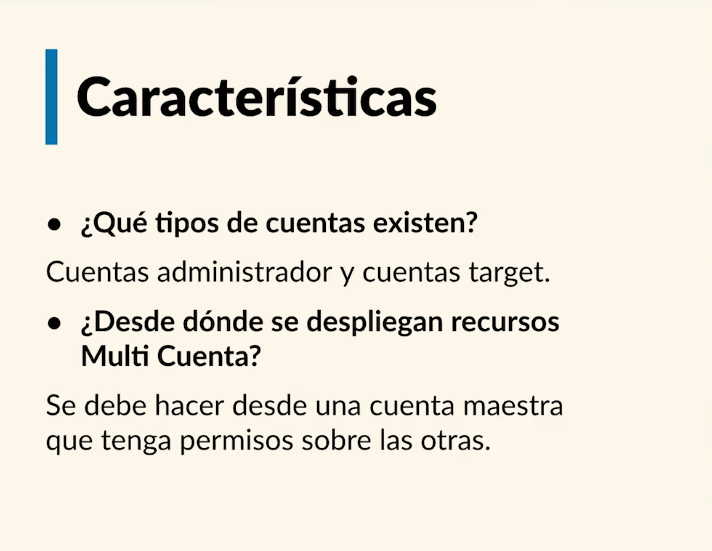 Características
● ¿Qué tipos de cuentas existen?
Cuentas administrador y cuentas target.
● ¿Desde dónde se despliegan recursos
Multi Cuenta?
Se debe hacer desde una cuenta maestra
que tenga permisos sobre las otras.